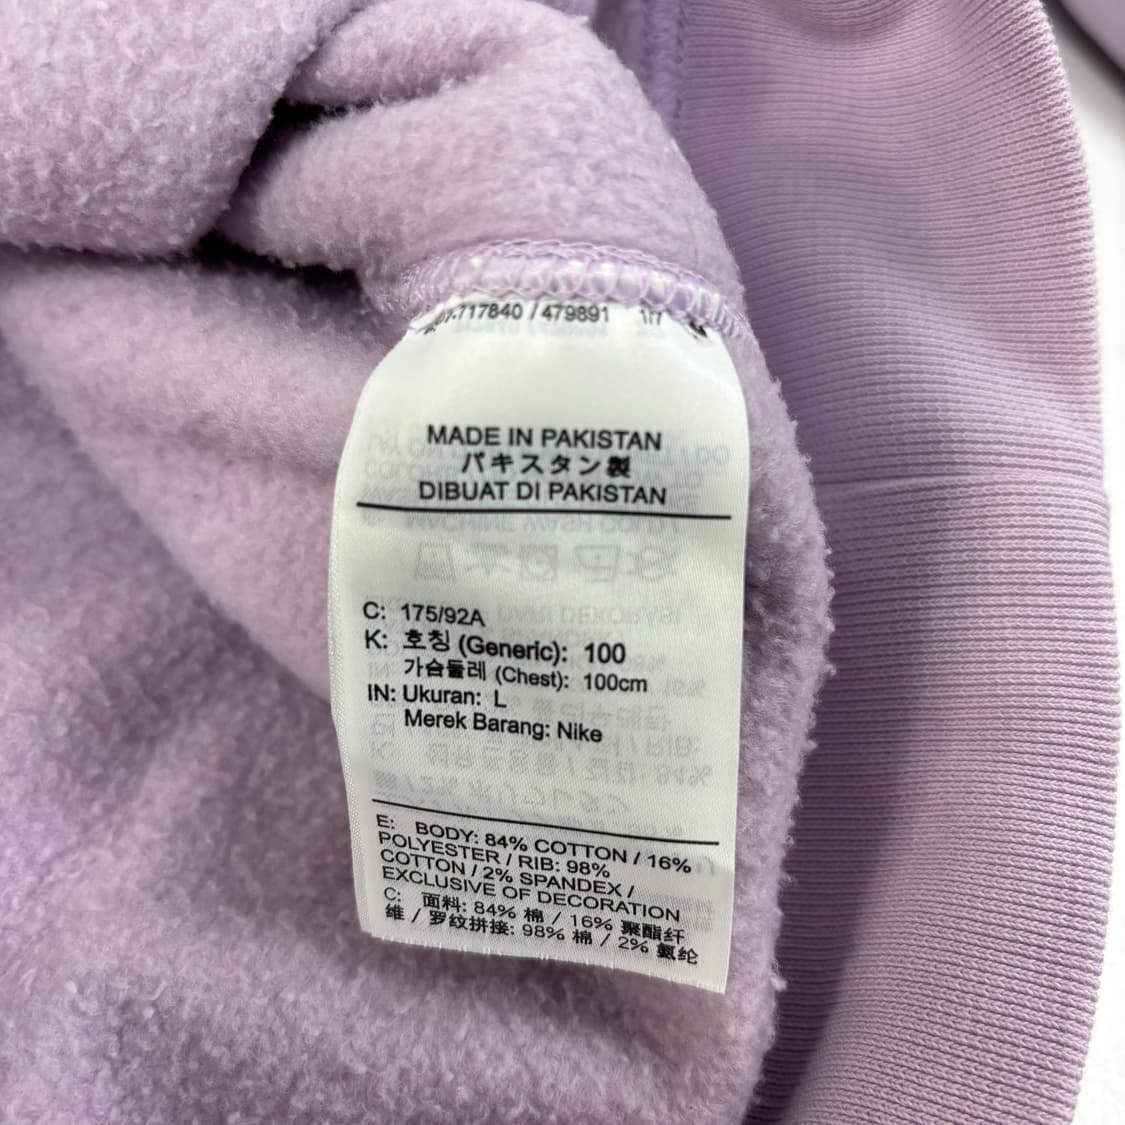 717840 / 479891
MADE IN PAKISTAN
パキスタン製
DIBUAT DI PAKISTAN
C: 175/92A
K: 호칭 (Generic): 100
가슴둘레 (Chest): 100cm
IN: Ukuran: L
Merek Barang: Nike
E: BODY: 84% COTTON / 16%
POLYESTER / RIB: 98%
COTTON / 2% SPANDEX /
EXCLUSIVE OF DECORATION
C: 面料: 84% 棉 / 16% 聚酯纤
维 / 罗纹拼接: 98% 棉 / 2% 氨纶